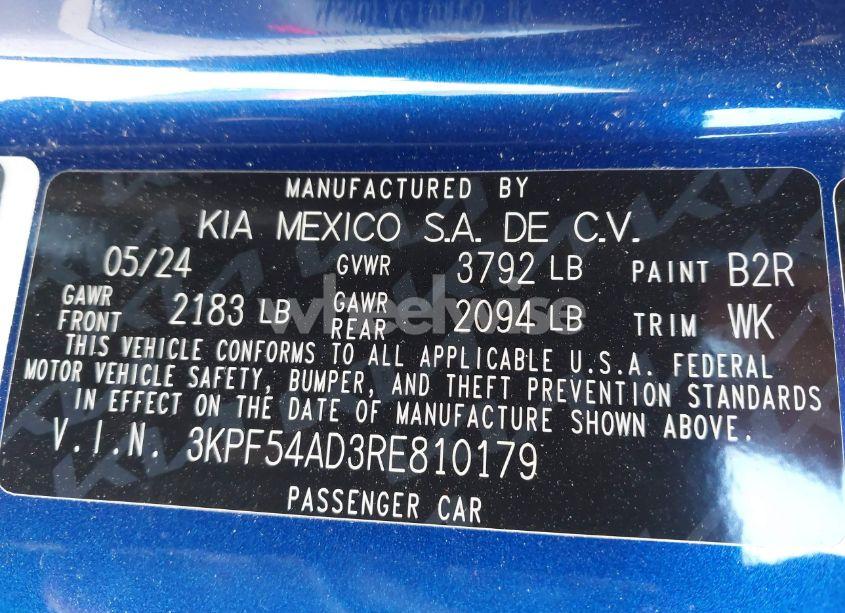 MANUFACTURED BY
KIA MEXICO S.A. DE C.V.
05/24 GVWR 3792 LB PAINT B2R
GAWR FRONT 2183 LB GAWR REAR 2094 LB TRIM WK
THIS VEHICLE CONFORMS TO ALL APPLICABLE U.S.A. FEDERAL
MOTOR VEHICLE SAFETY, BUMPER, AND THEFT PREVENTION STANDARDS
IN EFFECT ON THE DATE OF MANUFACTURE SHOWN ABOVE.
V.I.N. 3KPF54AD3RE810179
PASSENGER CAR
wheelwise